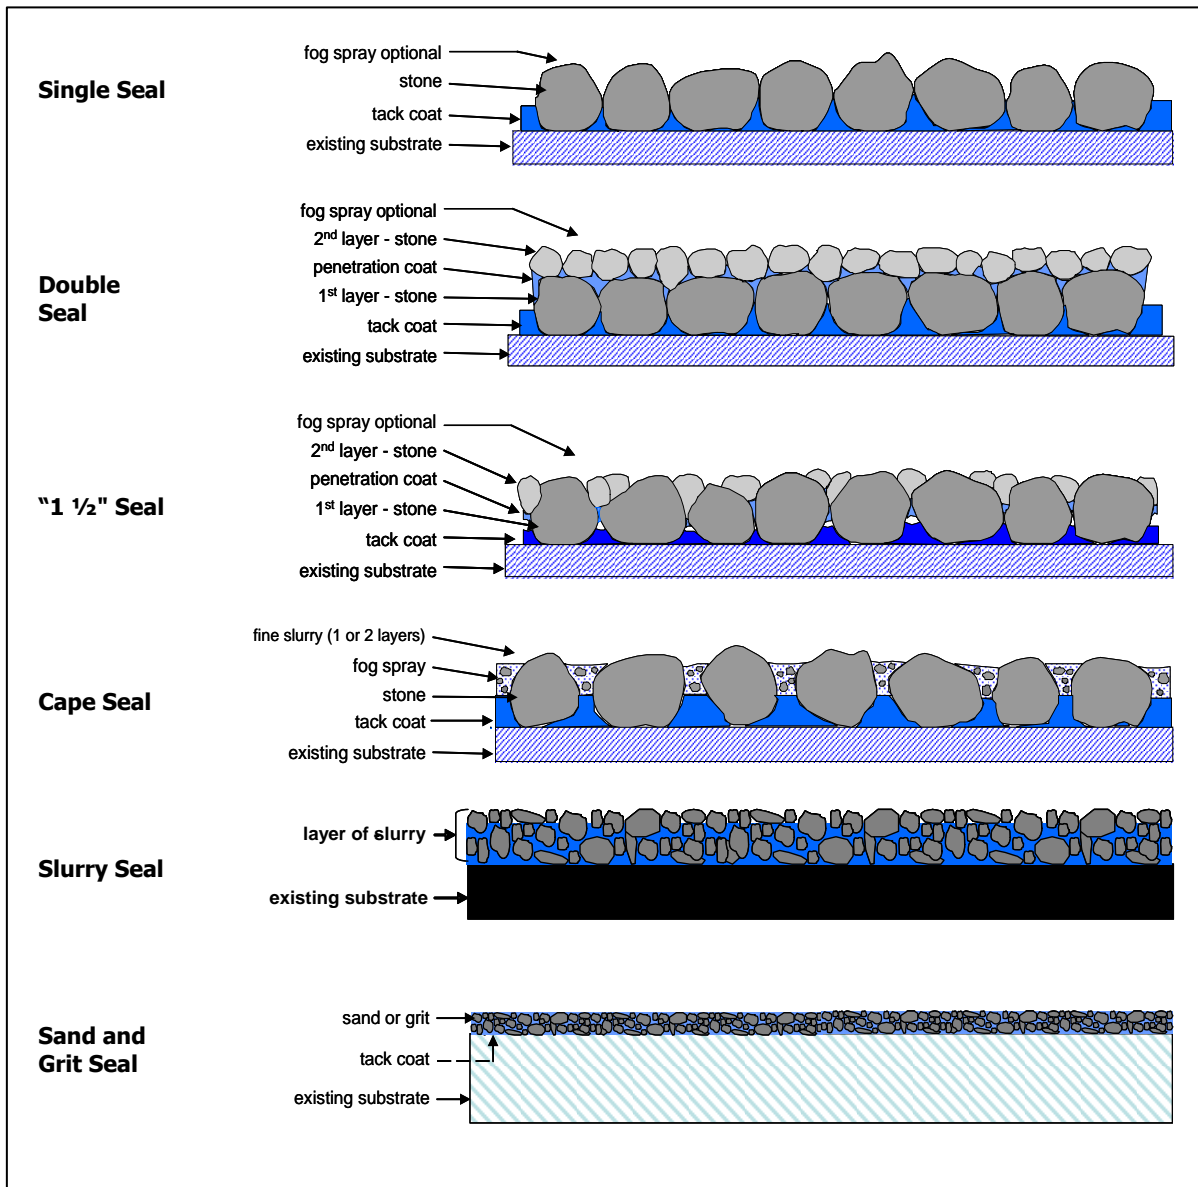 Single Seal
fog spray optional
stone
tack coat
existing substrate
Double
Seal
fog spray optional
2nd layer - stone
penetration coat
1st layer - stone
tack coat
existing substrate
“1 ½" Seal
fog spray optional
2nd layer - stone
penetration coat
1st layer - stone
tack coat
existing substrate
Cape Seal
fine slurry (1 or 2 layers)
fog spray
stone
tack coat
existing substrate
Slurry Seal
layer of slurry
existing substrate
Sand and
Grit Seal
sand or grit
tack coat
existing substrate